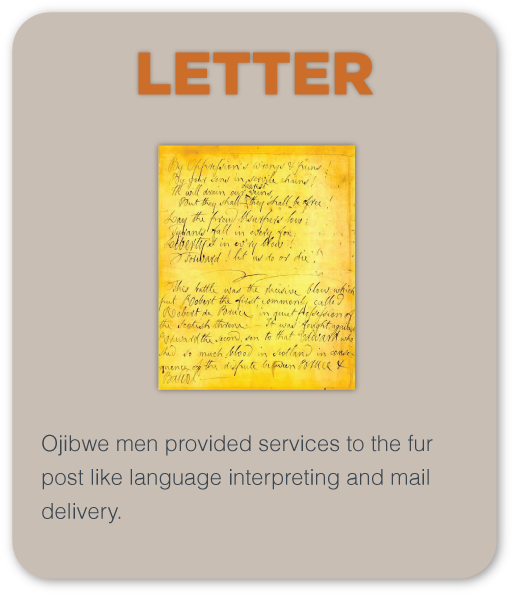 LETTER
By Oppression's woes & pains!
By your Sons in servile chains!
We will drain our dearest veins,
But they shall they shall be free!
Lay the proud Usurpers low!
Tyrants fall in every foe,
Liberty's in ev'ry blow!
Forward! let us do or die!
This battle was the decisive blow which
put Robert the first, commonly called
Robert de Bruce, in quiet possession of
the Scotish throne. It was fought against
Edward the second, son to that Edward who
shed so much blood in Scotland in conse-
quence of the dispute between Bruce &
Baliol
Ojibwe men provided services to the fur
post like language interpreting and mail
delivery.